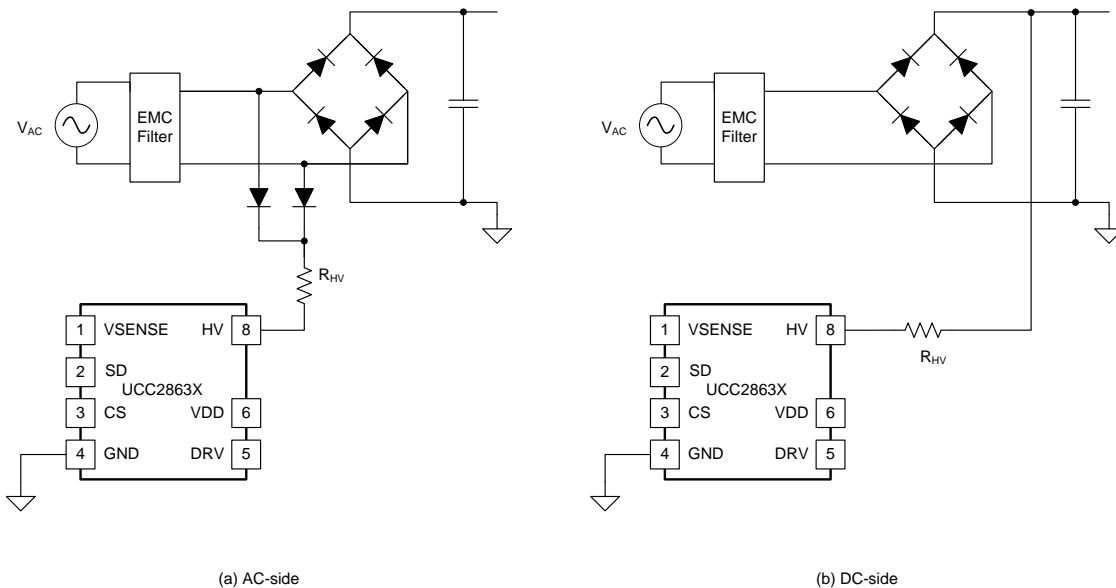 V_AC
EMC
Filter
R_HV
1 VSENSE HV 8
2 SD
UCC2863X
3 CS VDD 6
4 GND DRV 5
(a) AC-side
V_AC
EMC
Filter
R_HV
1 VSENSE HV 8
2 SD
UCC2863X
3 CS VDD 6
4 GND DRV 5
(b) DC-side